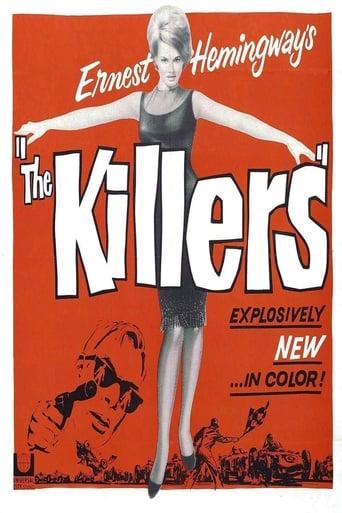 Ernest Hemingway's
"The Killers"
EXPLOSIVELY
NEW
...IN COLOR!